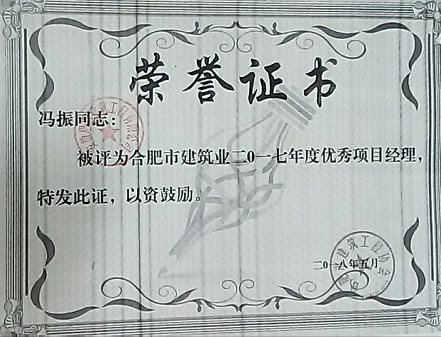 荣誉证书
冯振同志：
被评为合肥市建筑业二0一七年度优秀项目经理，
特发此证，以资鼓励。
二0一八年五月